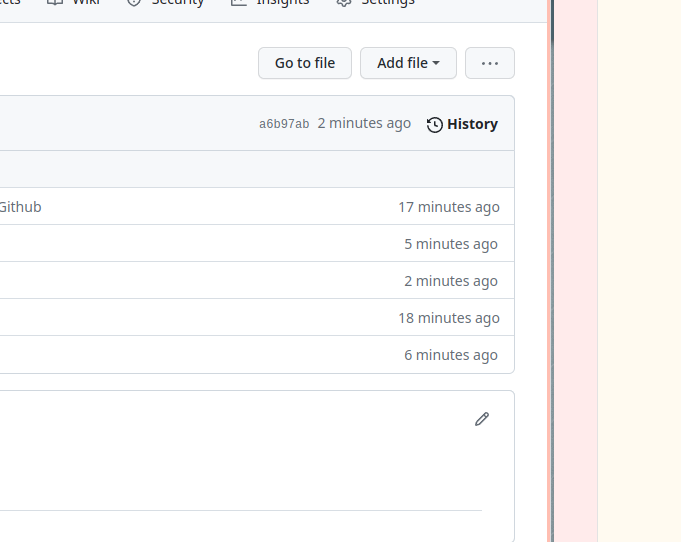 Wiki Security Insights Settings
Go to file Add file ...
a6b97ab 2 minutes ago History
Github 17 minutes ago
5 minutes ago
2 minutes ago
18 minutes ago
6 minutes ago